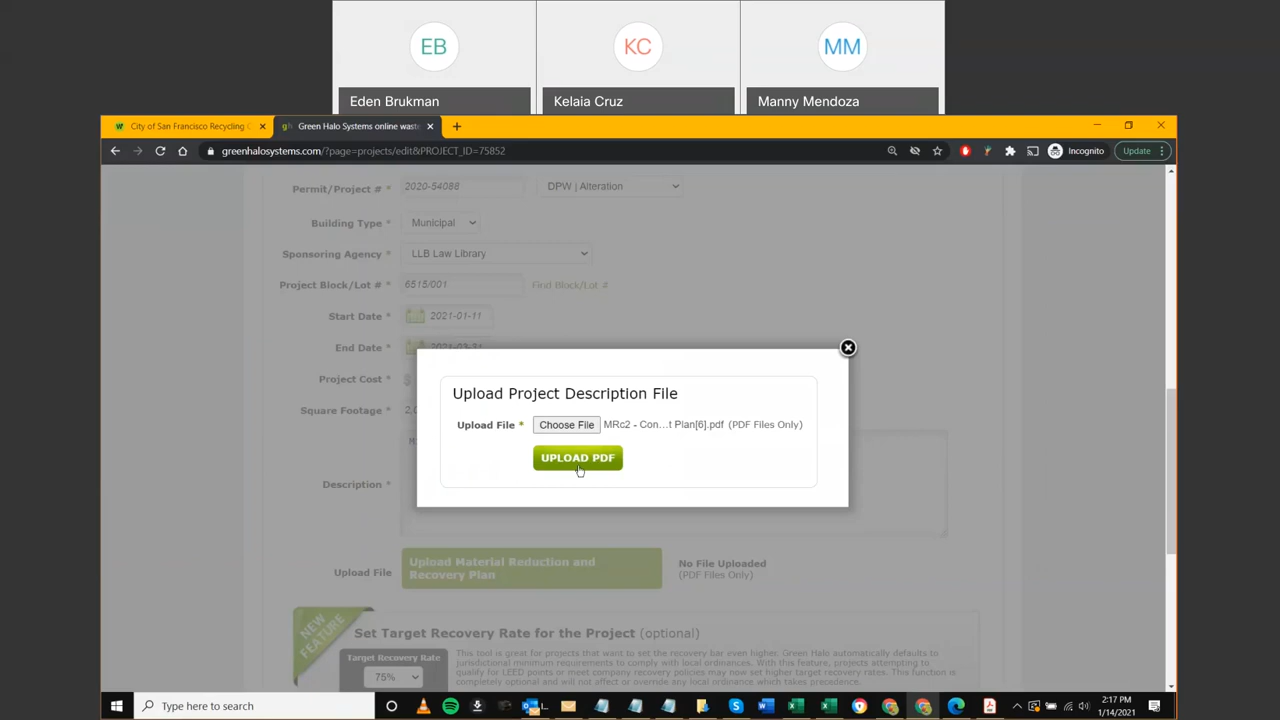 EB
KC
MM
Eden Brukman
Kelaia Cruz
Manny Mendoza
City of San Francisco Recycling
Green Halo Systems online waste
greenhalosystems.com/?page=projects/edit&PROJECT_ID=75852
Incognito
Update
Permit/Project # *
2020-54088
DPW | Alteration
Building Type *
Municipal
Sponsoring Agency *
LLB Law Library
Project Block/Lot # *
6515/001
Find Block/Lot #
Start Date *
2021-01-11
End Date *
2021-03-31
Project Cost *
$
Square Footage *
2,0
Upload Project Description File
Upload File *
Choose File
MRc2 - Con...t Plan[6].pdf (PDF Files Only)
UPLOAD PDF
Description *
Upload File
Upload Material Reduction and
Recovery Plan
No File Uploaded
(PDF Files Only)
NEW
FEATURE
Set Target Recovery Rate for the Project (optional)
Target Recovery Rate
75%
This tool is great for projects that want to set the recovery bar even higher. Green Halo automatically defaults to
jurisdictional minimum requirements to comply with local ordinances. With this feature, projects attempting to
qualify for LEED points or meet company recovery policies may now set higher target recovery rates. This function is
completely optional and will not affect or override any local ordinance which takes precedence.
Type here to search
2:17 PM
1/14/2021